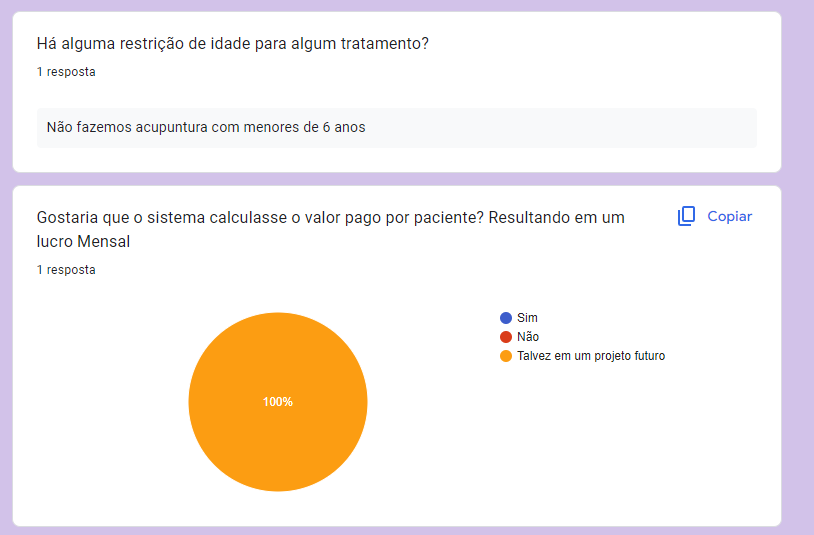 Há alguma restrição de idade para algum tratamento?
1 resposta
Não fazemos acupuntura com menores de 6 anos
Gostaria que o sistema calculasse o valor pago por paciente? Resultando em um
lucro Mensal
Copiar
1 resposta
Sim
Não
Talvez em um projeto futuro
100%